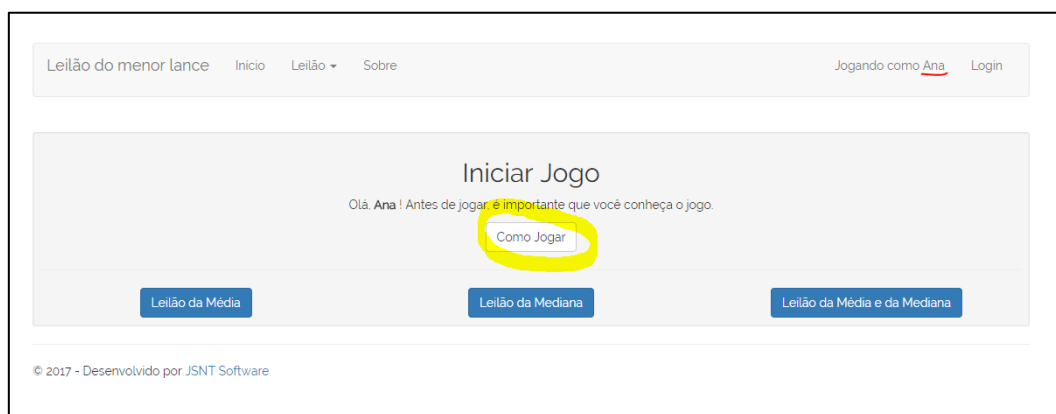 Leilão do menor lance Início Leilão Sobre Jogando como Ana Login
Iniciar Jogo
Olá, Ana ! Antes de jogar, é importante que você conheça o jogo.
Como Jogar
Leilão da Média Leilão da Mediana Leilão da Média e da Mediana
© 2017 - Desenvolvido por JSNT Software